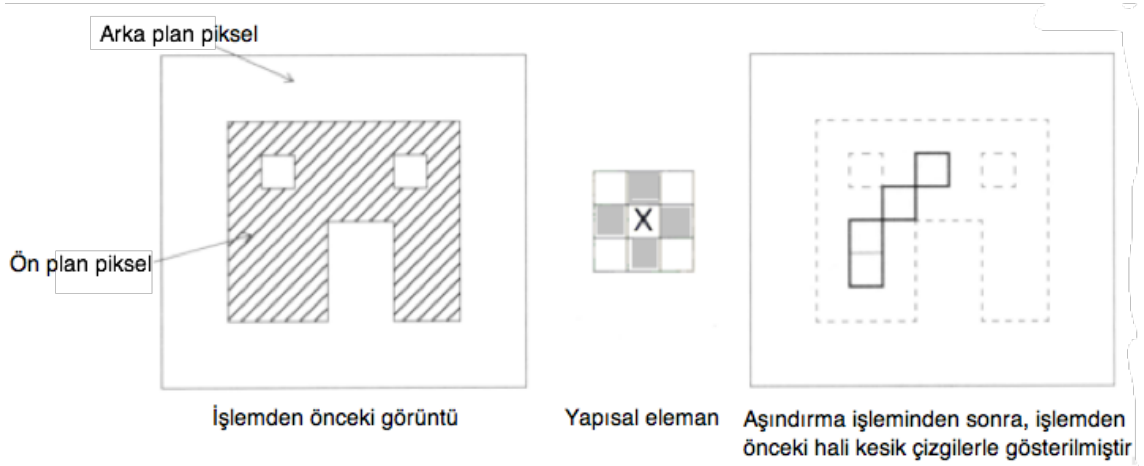 Arka plan piksel
Ön plan piksel
X
İşlemden önceki görüntü
Yapısal eleman
Aşındırma işleminden sonra, işlemden
önceki hali kesik çizgilerle gösterilmiştir